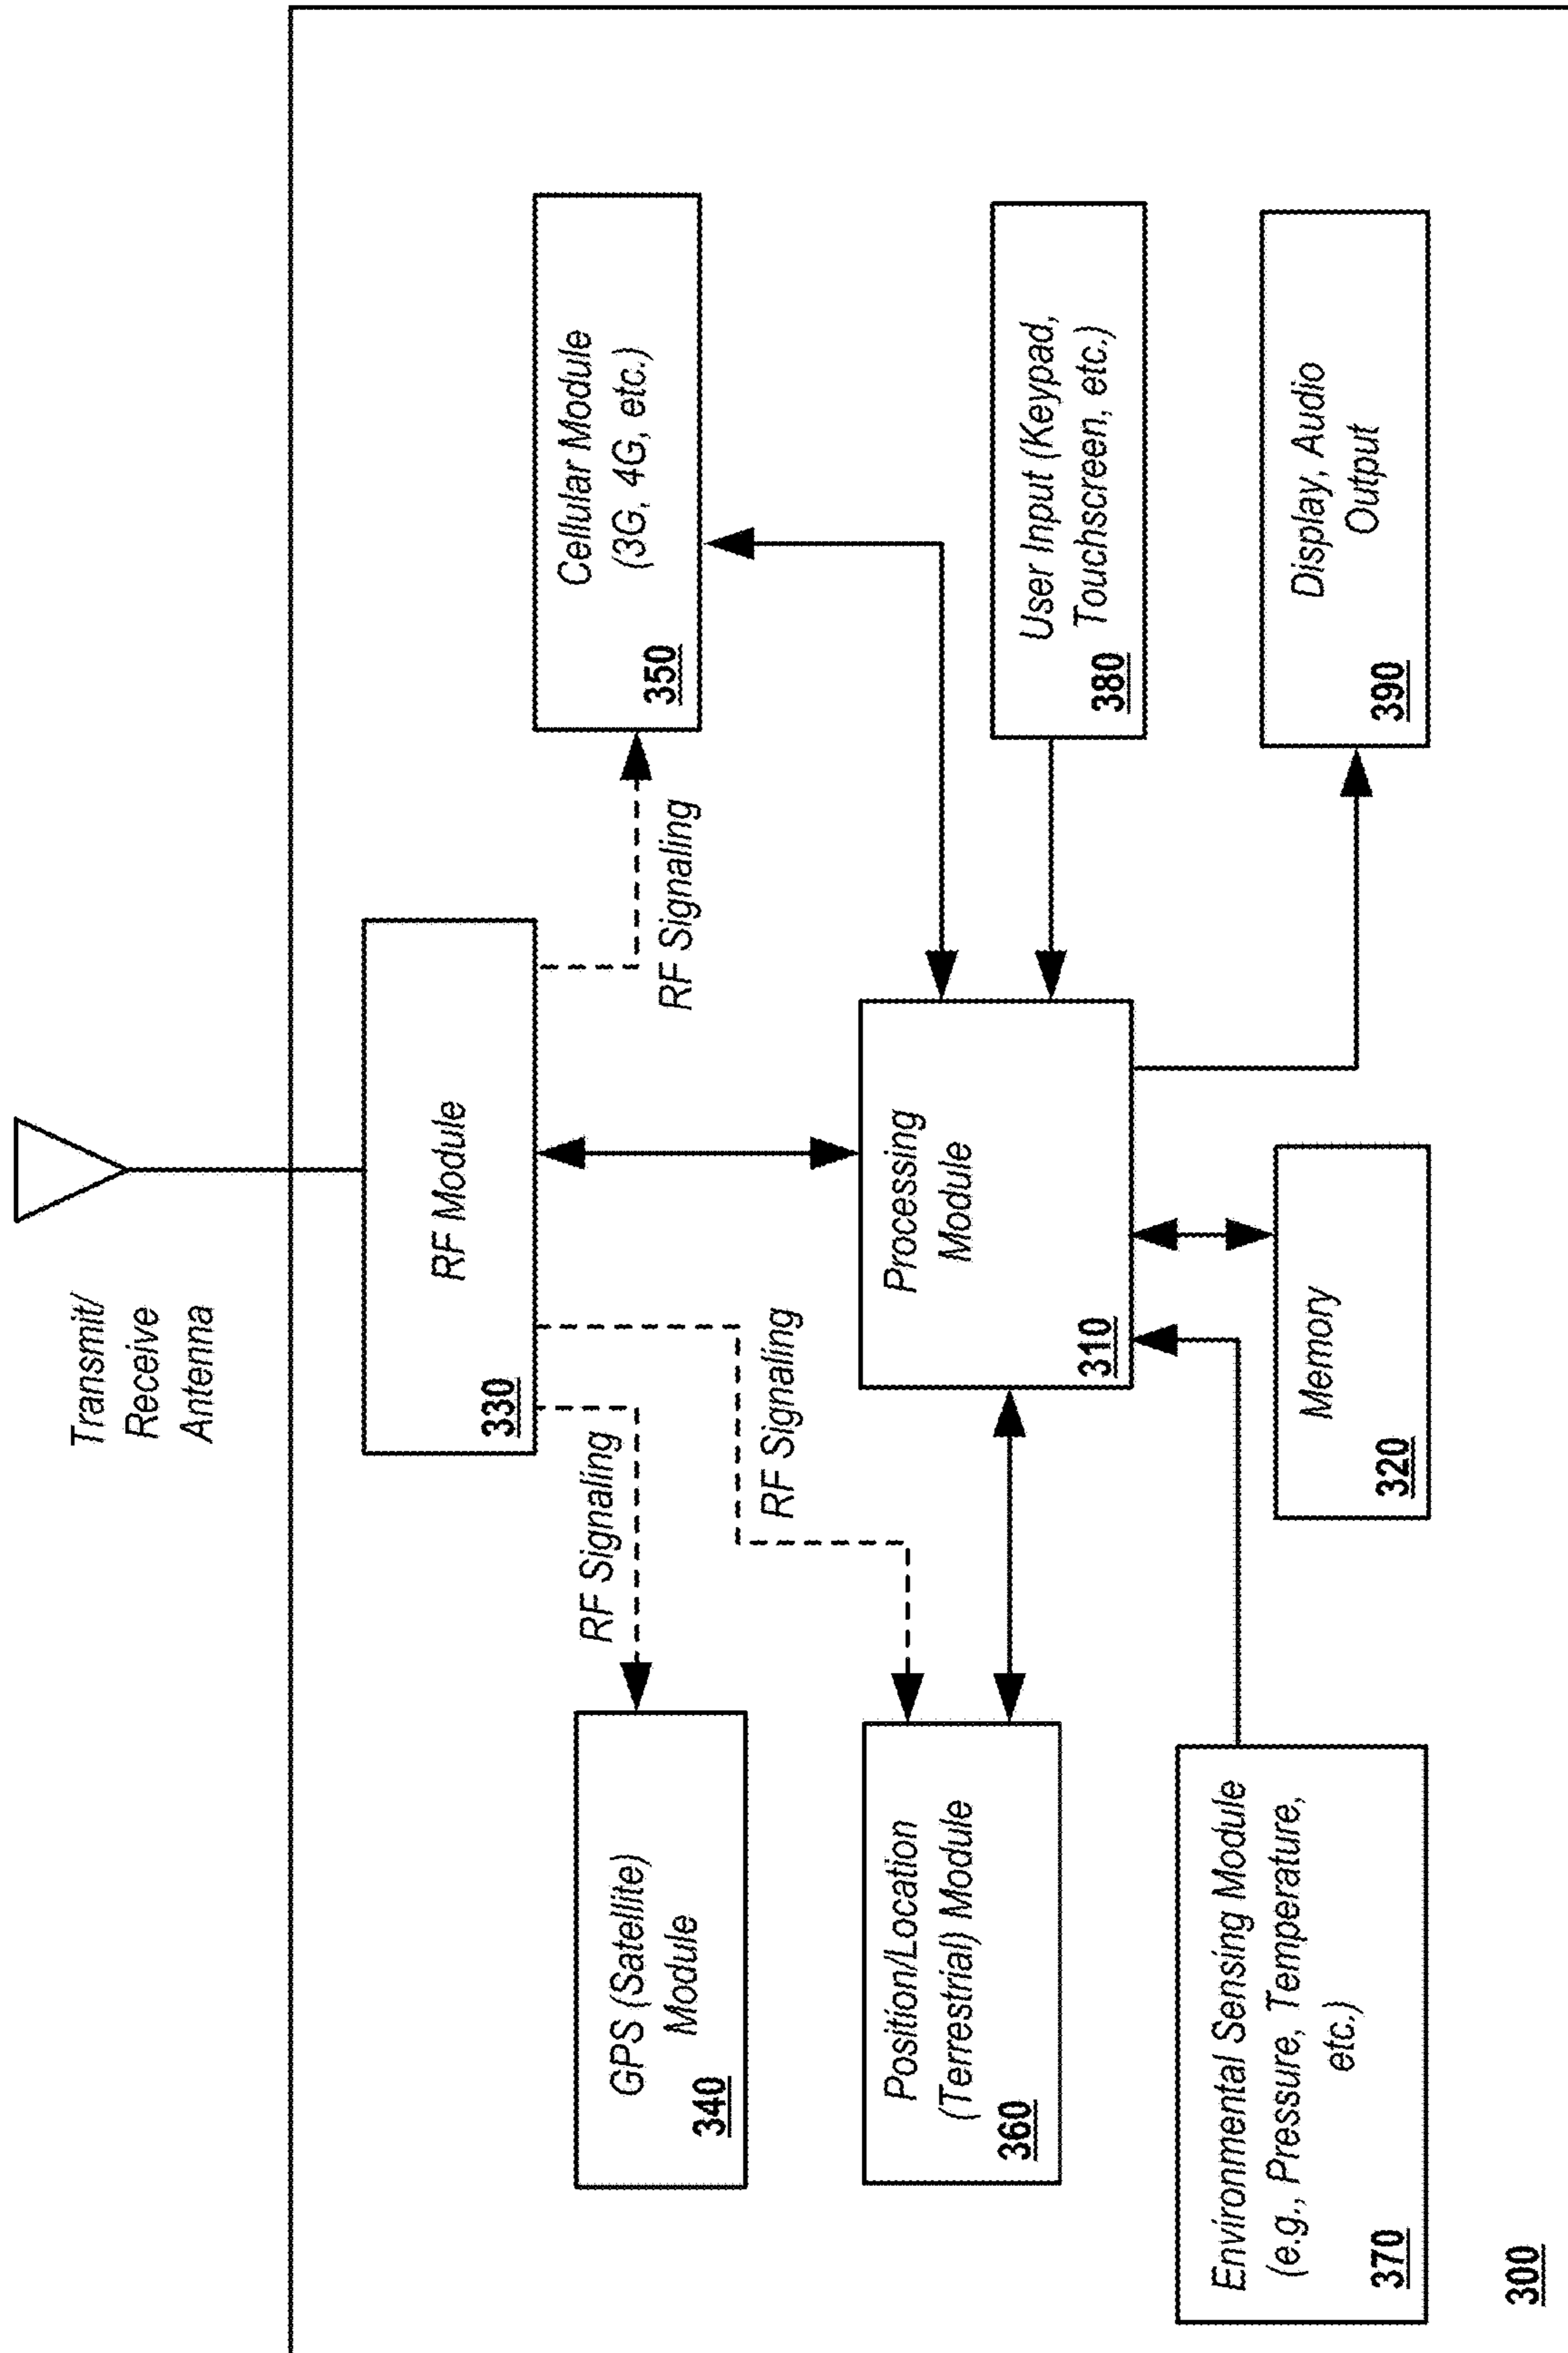 Transmit/
Receive
Antenna
RF Module
330
RF Signaling
RF Signaling
RF Signaling
GPS (Satellite)
Module
340
Cellular Module
(3G, 4G, etc.)
350
Position/Location
(Terrestrial) Module
360
Processing
Module
310
User Input (Keypad,
Touchscreen, etc.)
380
Environmental Sensing Module
(e.g., Pressure, Temperature,
etc.)
370
Memory
320
Display, Audio
Output
390
300